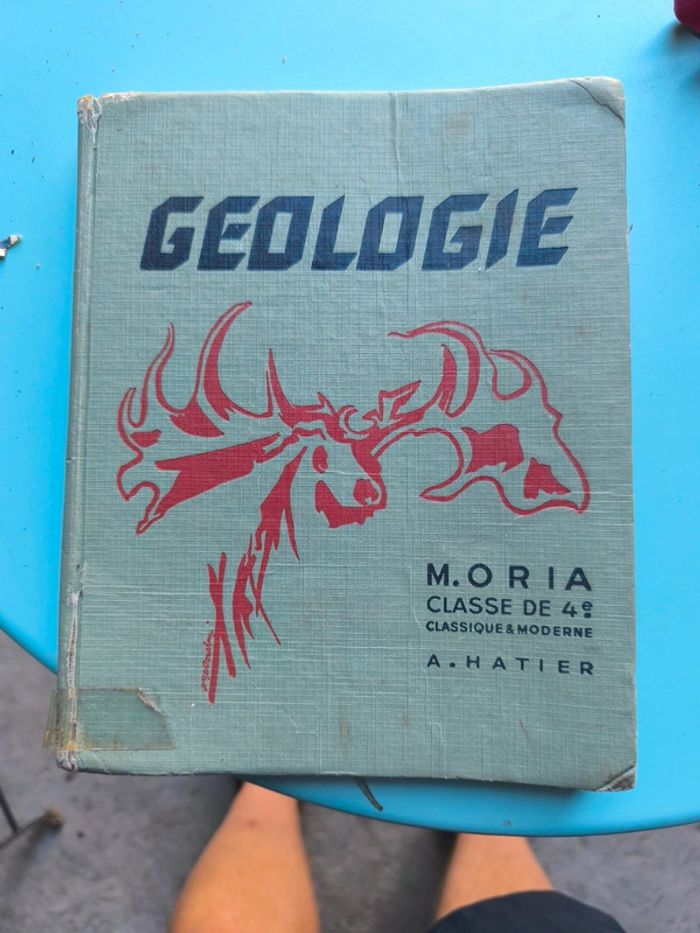 GEOLOGIE
M. ORIA
CLASSE DE 4e
CLASSIQUE & MODERNE
A. HATIER